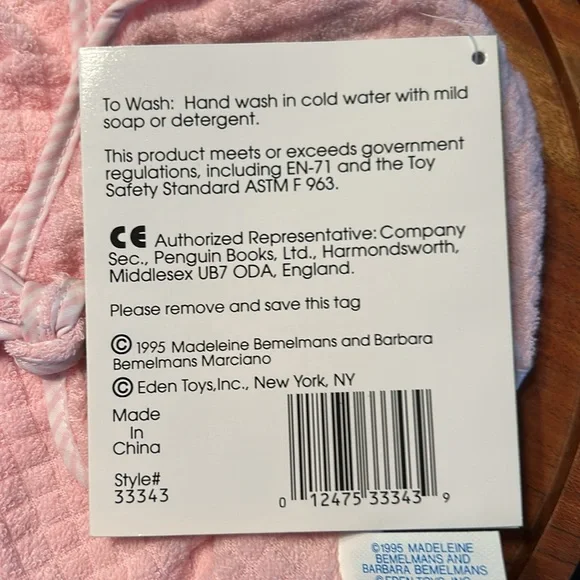 To Wash: Hand wash in cold water with mild
soap or detergent.
This product meets or exceeds government
regulations, including EN-71 and the Toy
Safety Standard ASTM F 963.
CE Authorized Representative: Company
Sec., Penguin Books, Ltd., Harmondsworth,
Middlesex UB7 ODA, England.
Please remove and save this tag
© 1995 Madeleine Bemelmans and Barbara
Bemelmans Marciano
© Eden Toys,Inc., New York, NY
Made
In
China
Style#
33343
0 12475 33343 9
©1995 MADELEINE
BEMELMANS AND
BARBARA BEMELMANS
©EDEN TOYS, INC.